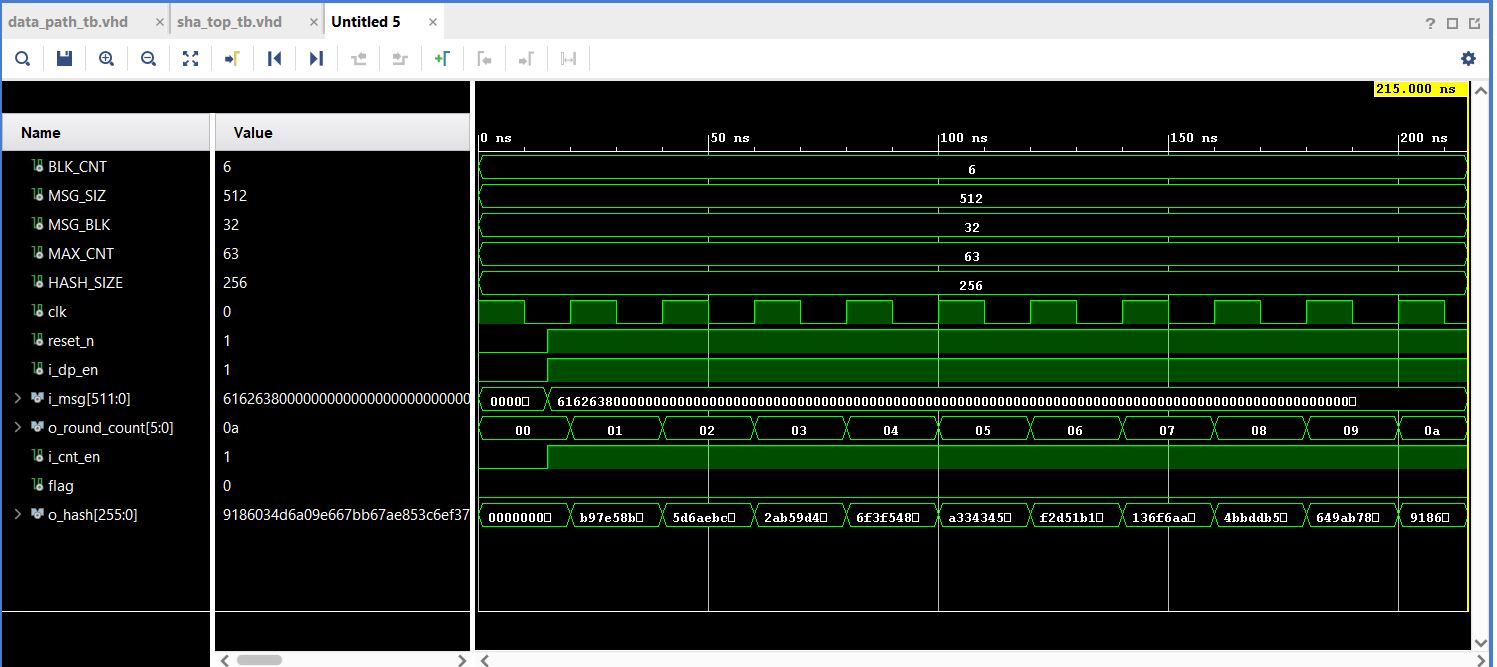 data_path_tb.vhd × sha_top_tb.vhd × Untitled 5 ×
?
215.000 ns
Name Value
0 ns 50 ns 100 ns 150 ns 200 ns
BLK_CNT 6 6
MSG_SIZ 512 512
MSG_BLK 32 32
MAX_CNT 63 63
HASH_SIZE 256 256
clk 0
reset_n 1
i_dp_en 1
i_msg[511:0] 0000
o_round_count[5:0] 0a 00 01 02 03 04 05 06 07 08 09 0a
i_cnt_en 1
flag 0
o_hash[255:0] 9186034d6a09e667bb67ae853c6ef37 0000000 b97e58b 5d6aebc 2ab59d4 6f3f548 a334345 f2d51b1 136f6aa 4bbddb5 649ab78 9186